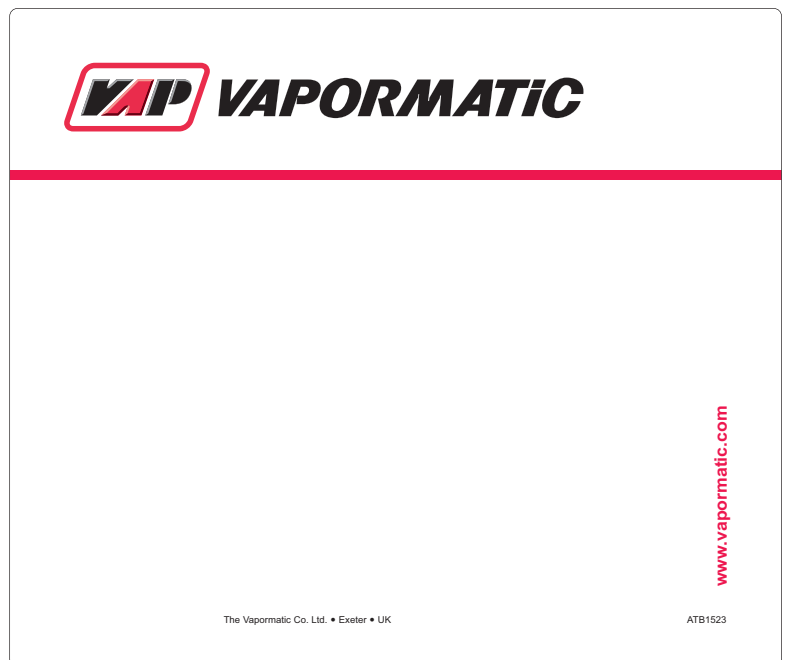 VAP VAPORMATiC
www.vapormatic.com
The Vapormatic Co. Ltd. • Exeter • UK
ATB1523